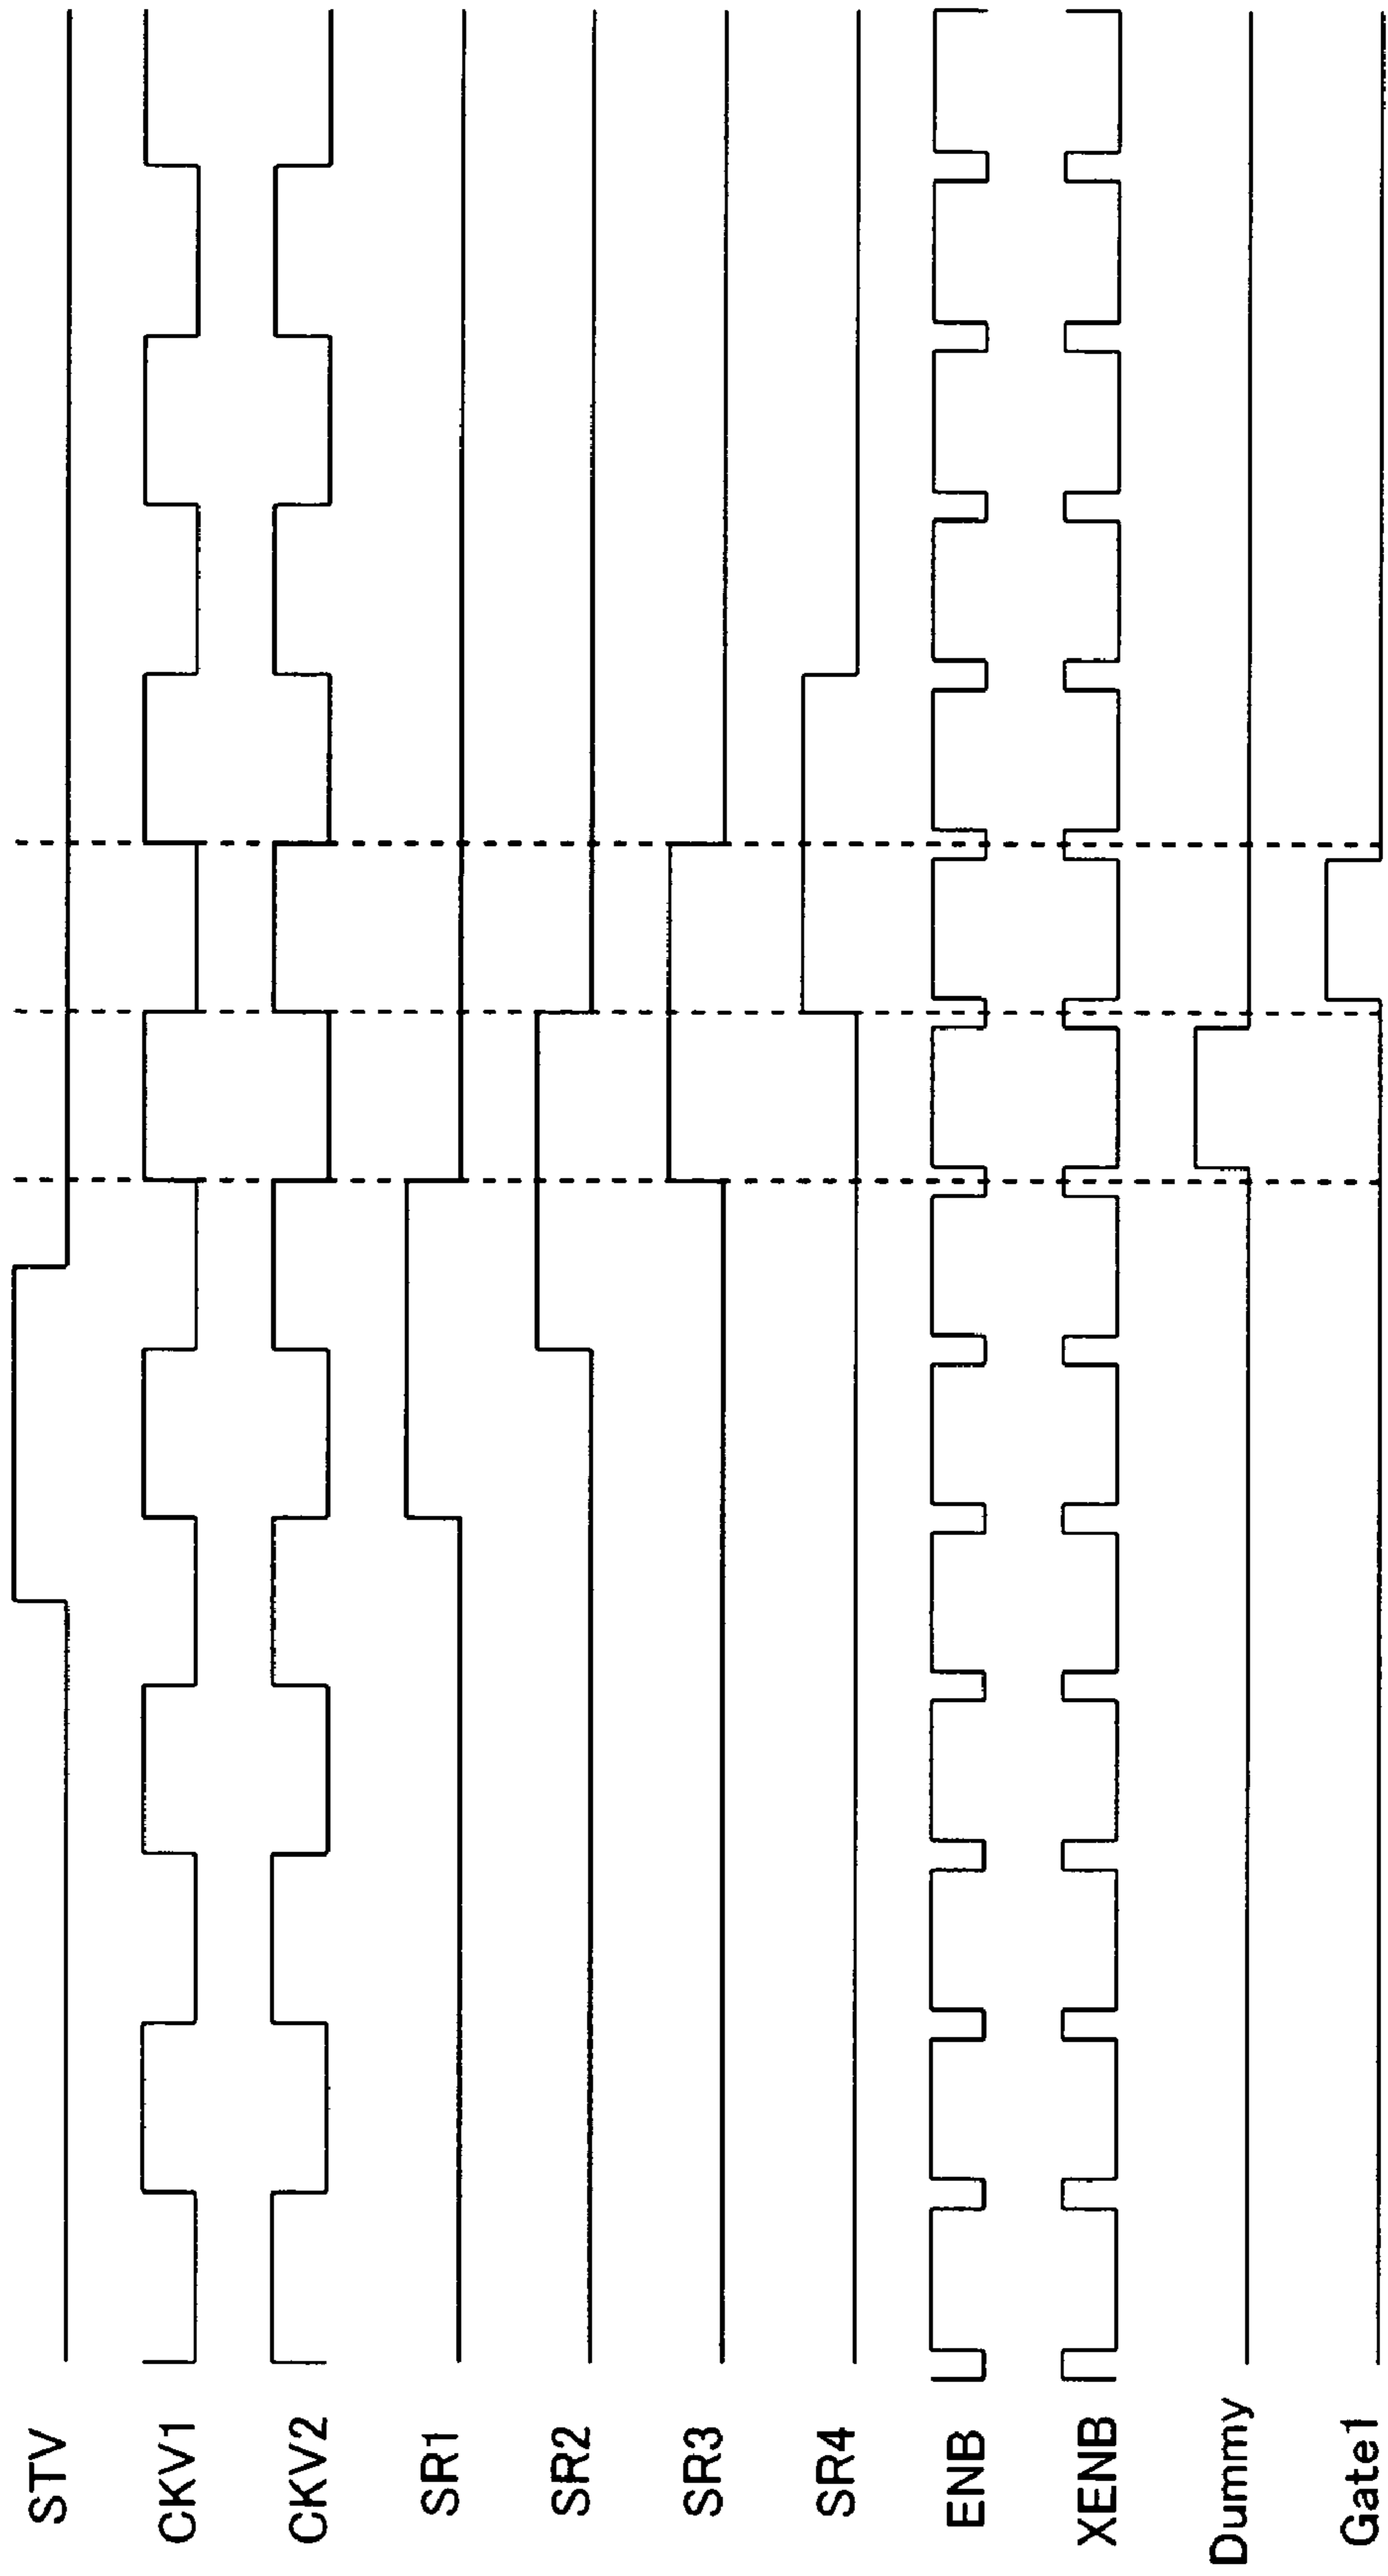 STV
CKV1
CKV2
SR1
SR2
SR3
SR4
ENB
XENB
Dummy
Gate1